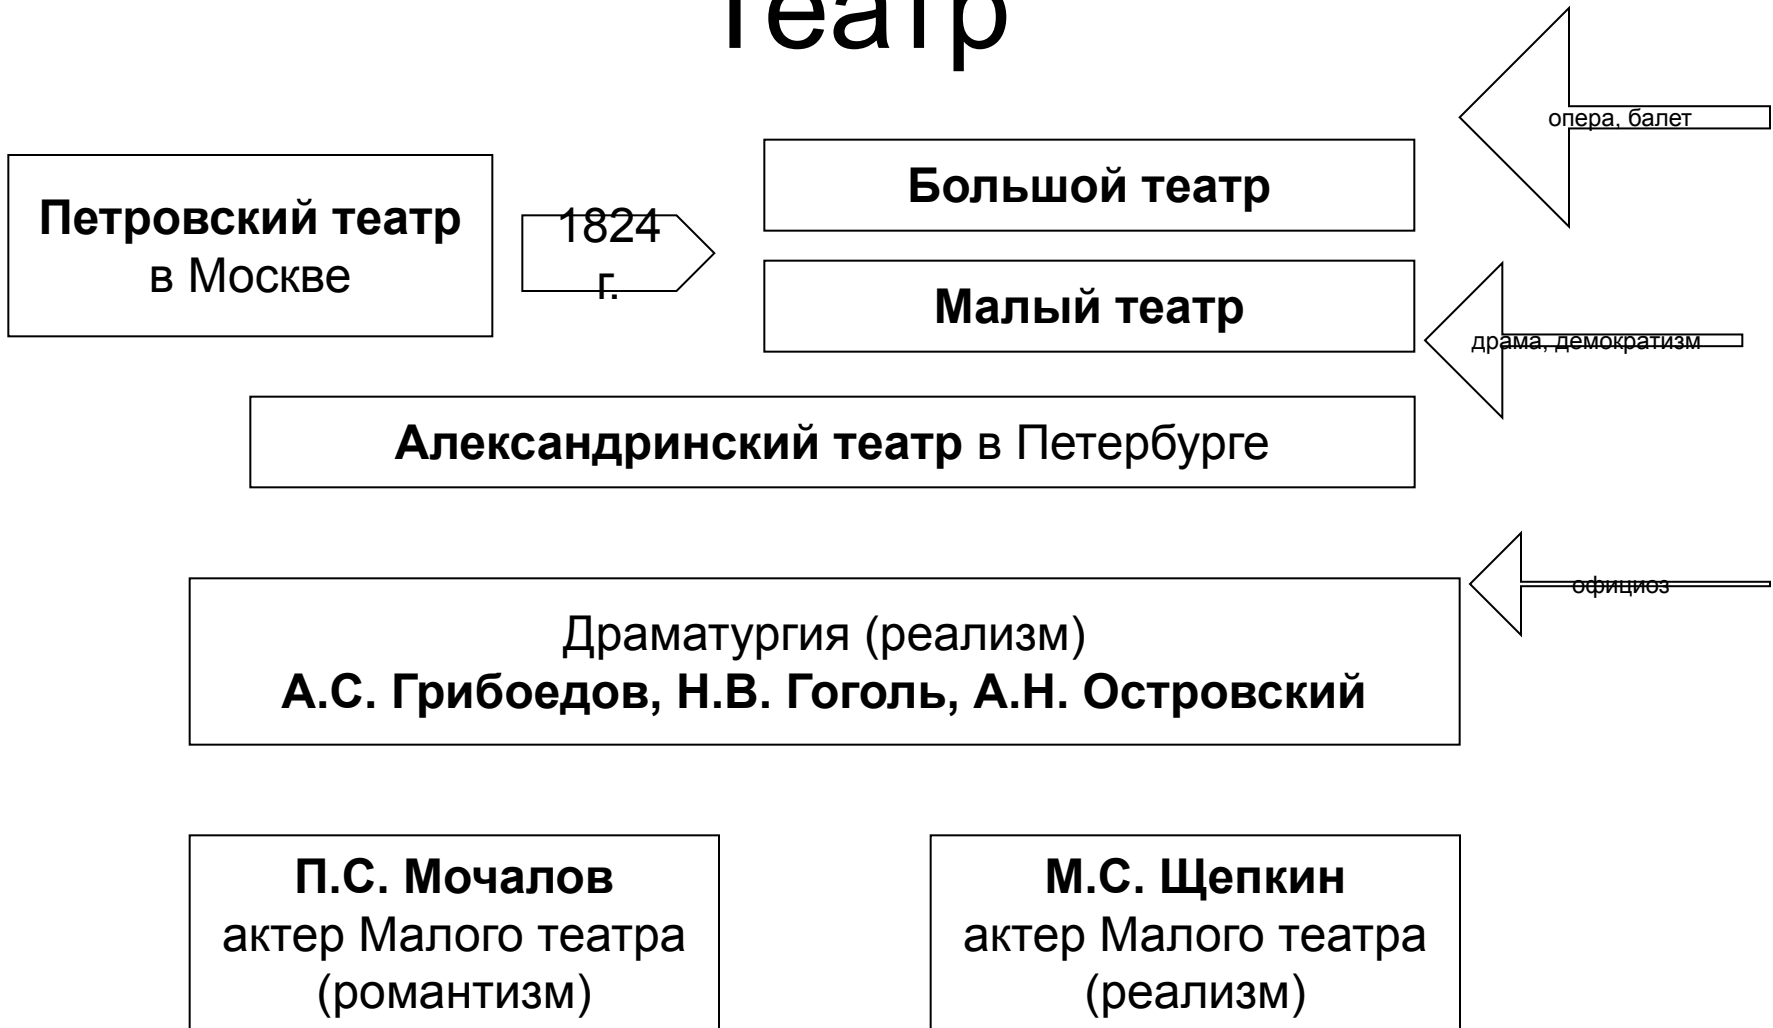 Театр
опера, балет
Большой театр
Петровский театр
в Москве
1824
г.
Малый театр
драма, демократизм
Александринский театр в Петербурге
официоз
Драматургия (реализм)
А.С. Грибоедов, Н.В. Гоголь, А.Н. Островский
П.С. Мочалов
актер Малого театра
(романтизм)
М.С. Щепкин
актер Малого театра
(реализм)